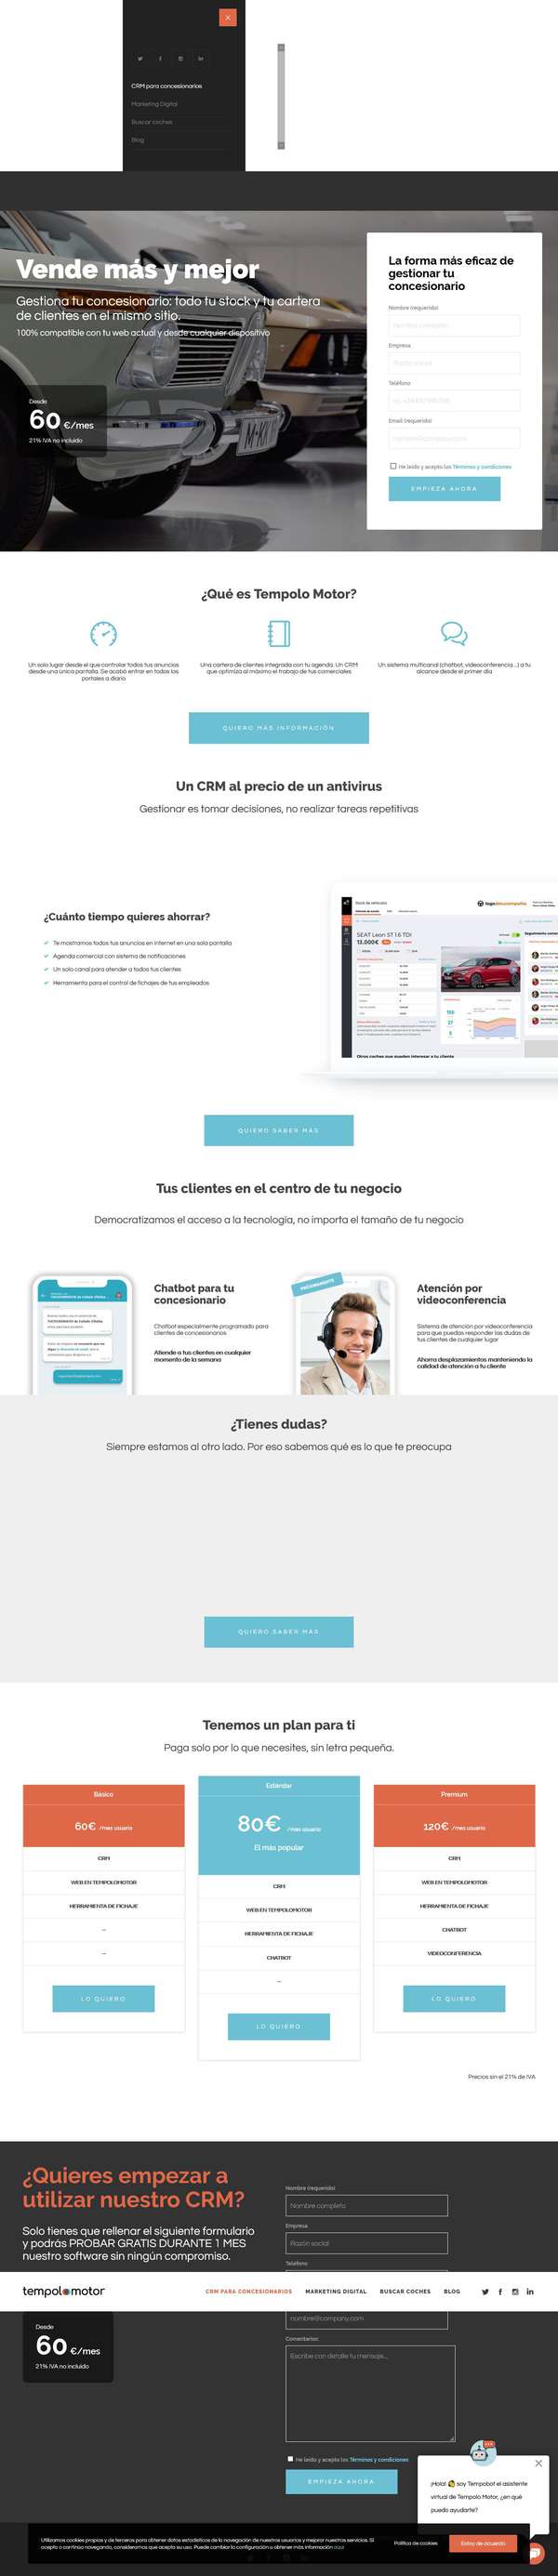 CRM para concesionarios
Marketing Digital
Buscar coches
Blog
Vende más y mejor
Gestiona tu concesionario: todo tu stock y tu cartera
de clientes en el mismo sitio.
100% compatible con tu web actual y desde cualquier dispositivo
Desde
60 €/mes
21% IVA no incluido
La forma más eficaz de
gestionar tu
concesionario
Nombre (requerido)
Nombre completo
Empresa
Razón social
Teléfono
Email (requerido)
nombre@company.com
He leído y acepto los Términos y condiciones
EMPIEZA AHORA
¿Qué es Tempolo Motor?
Un solo lugar desde el que controlar todos tus anuncios
desde una única pantalla. Se acabó entrar en todos los
portales a diario
Una cartera de clientes integrada con tu agenda. Un CRM
que optimiza al máximo el trabajo de tus comerciales
Un sistema multicanal (chatbot, videoconferencia...) a tu
alcance desde el primer día
QUIERO MÁS INFORMACIÓN
Un CRM al precio de un antivirus
Gestionar es tomar decisiones, no realizar tareas repetitivas
¿Cuánto tiempo quieres ahorrar?
Te mostramos todos tus anuncios en internet en una sola pantalla
Agenda comercial con sistema de notificaciones
Un solo canal para atender a todos tus clientes
Herramienta para el control de fichajes de tus empleados
Stock de vehículos
SEAT Leon ST 1.6 TDI
13.000€
Otros coches que pueden interesar a tu cliente
QUIERO SABER MÁS
Tus clientes en el centro de tu negocio
Democratizamos el acceso a la tecnología, no importa el tamaño de tu negocio
Chatbot para tu
concesionario
Chatbot especialmente programado para
clientes de concesionarios
Atiende a tus clientes en cualquier
momento de la semana
PRÓXIMAMENTE
Atención por
videoconferencia
Sistema de atención por videoconferencia
para que puedas responder las dudas de
tus clientes de cualquier lugar
Ahorra desplazamientos manteniendo la
calidad de atención a tu cliente
¿Tienes dudas?
Siempre estamos al otro lado. Por eso sabemos qué es lo que te preocupa
QUIERO SABER MÁS
Tenemos un plan para ti
Paga solo por lo que necesites, sin letra pequeña.
Básico
60€ /mes usuario
CRM
WEB EN TEMPOLOMOTOR
HERRAMIENTA DE FICHAJE
–
–
LO QUIERO
Estándar
80€ /mes usuario
El más popular
CRM
WEB EN TEMPOLOMOTOR
HERRAMIENTA DE FICHAJE
CHATBOT
–
LO QUIERO
Premium
120€ /mes usuario
CRM
WEB EN TEMPOLOMOTOR
HERRAMIENTA DE FICHAJE
CHATBOT
VIDEOCONFERENCIA
LO QUIERO
Precios sin el 21% de IVA
¿Quieres empezar a
utilizar nuestro CRM?
Solo tienes que rellenar el siguiente formulario
y podrás PROBAR GRATIS DURANTE 1 MES
nuestro software sin ningún compromiso.
Nombre (requerido)
Nombre completo
Empresa
Razón social
Teléfono
tempolomotor
CRM PARA CONCESIONARIOS
MARKETING DIGITAL
BUSCAR COCHES
BLOG
Desde
60 €/mes
21% IVA no incluido
nombre@company.com
Comentarios:
Escribe con detalle tu mensaje...
He leído y acepto los Términos y condiciones
EMPIEZA AHORA
¡Hola! soy Tempobot el asistente
virtual de Tempolo Motor, ¿en qué
puedo ayudarte?
Utilizamos cookies propias y de terceros para obtener datos estadísticos de la navegación de nuestros usuarios y mejorar nuestros servicios. Si
acepta o continúa navegando, consideramos que acepta su uso. Puede cambiar la configuración u obtener más información aquí
Política de cookies
Estoy de acuerdo